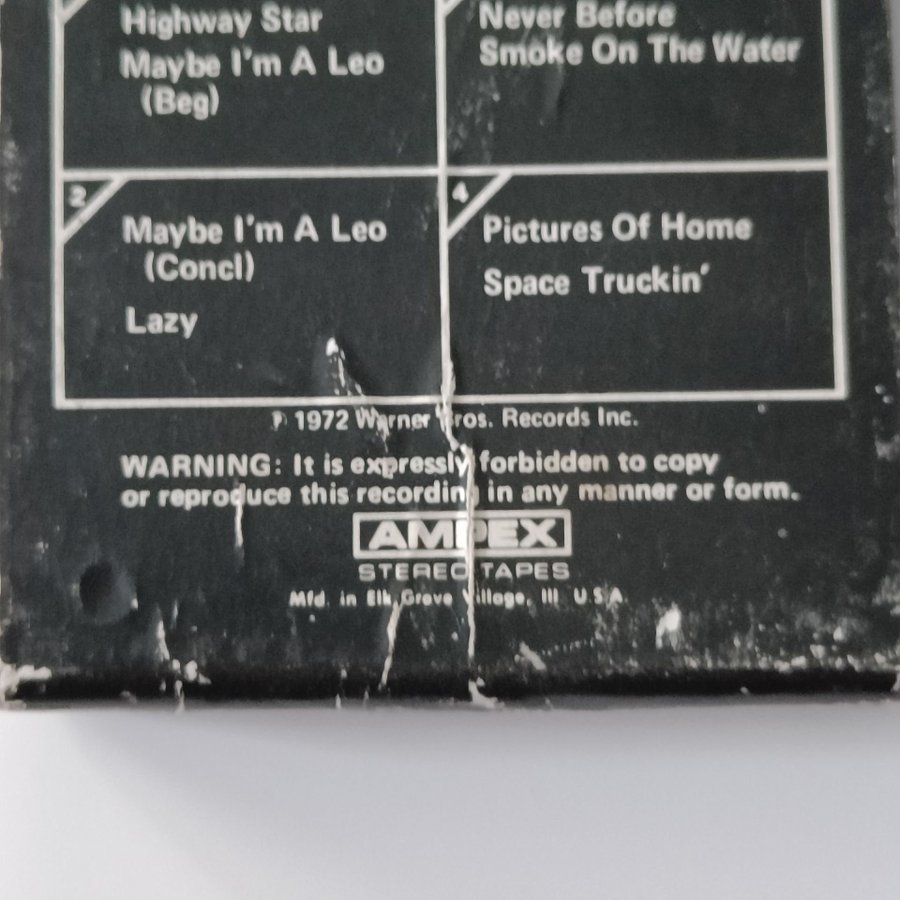 Highway Star
Maybe I'm A Leo
(Beg)
Never Before
Smoke On The Water
2
Maybe I'm A Leo
(Concl)
Lazy
4
Pictures Of Home
Space Truckin'
℗ 1972 Warner Bros. Records Inc.
WARNING: It is expressly forbidden to copy
or reproduce this recording in any manner or form.
AMPEX
STEREO TAPES
Mfd. in Elk Grove Village, Ill U.S.A.